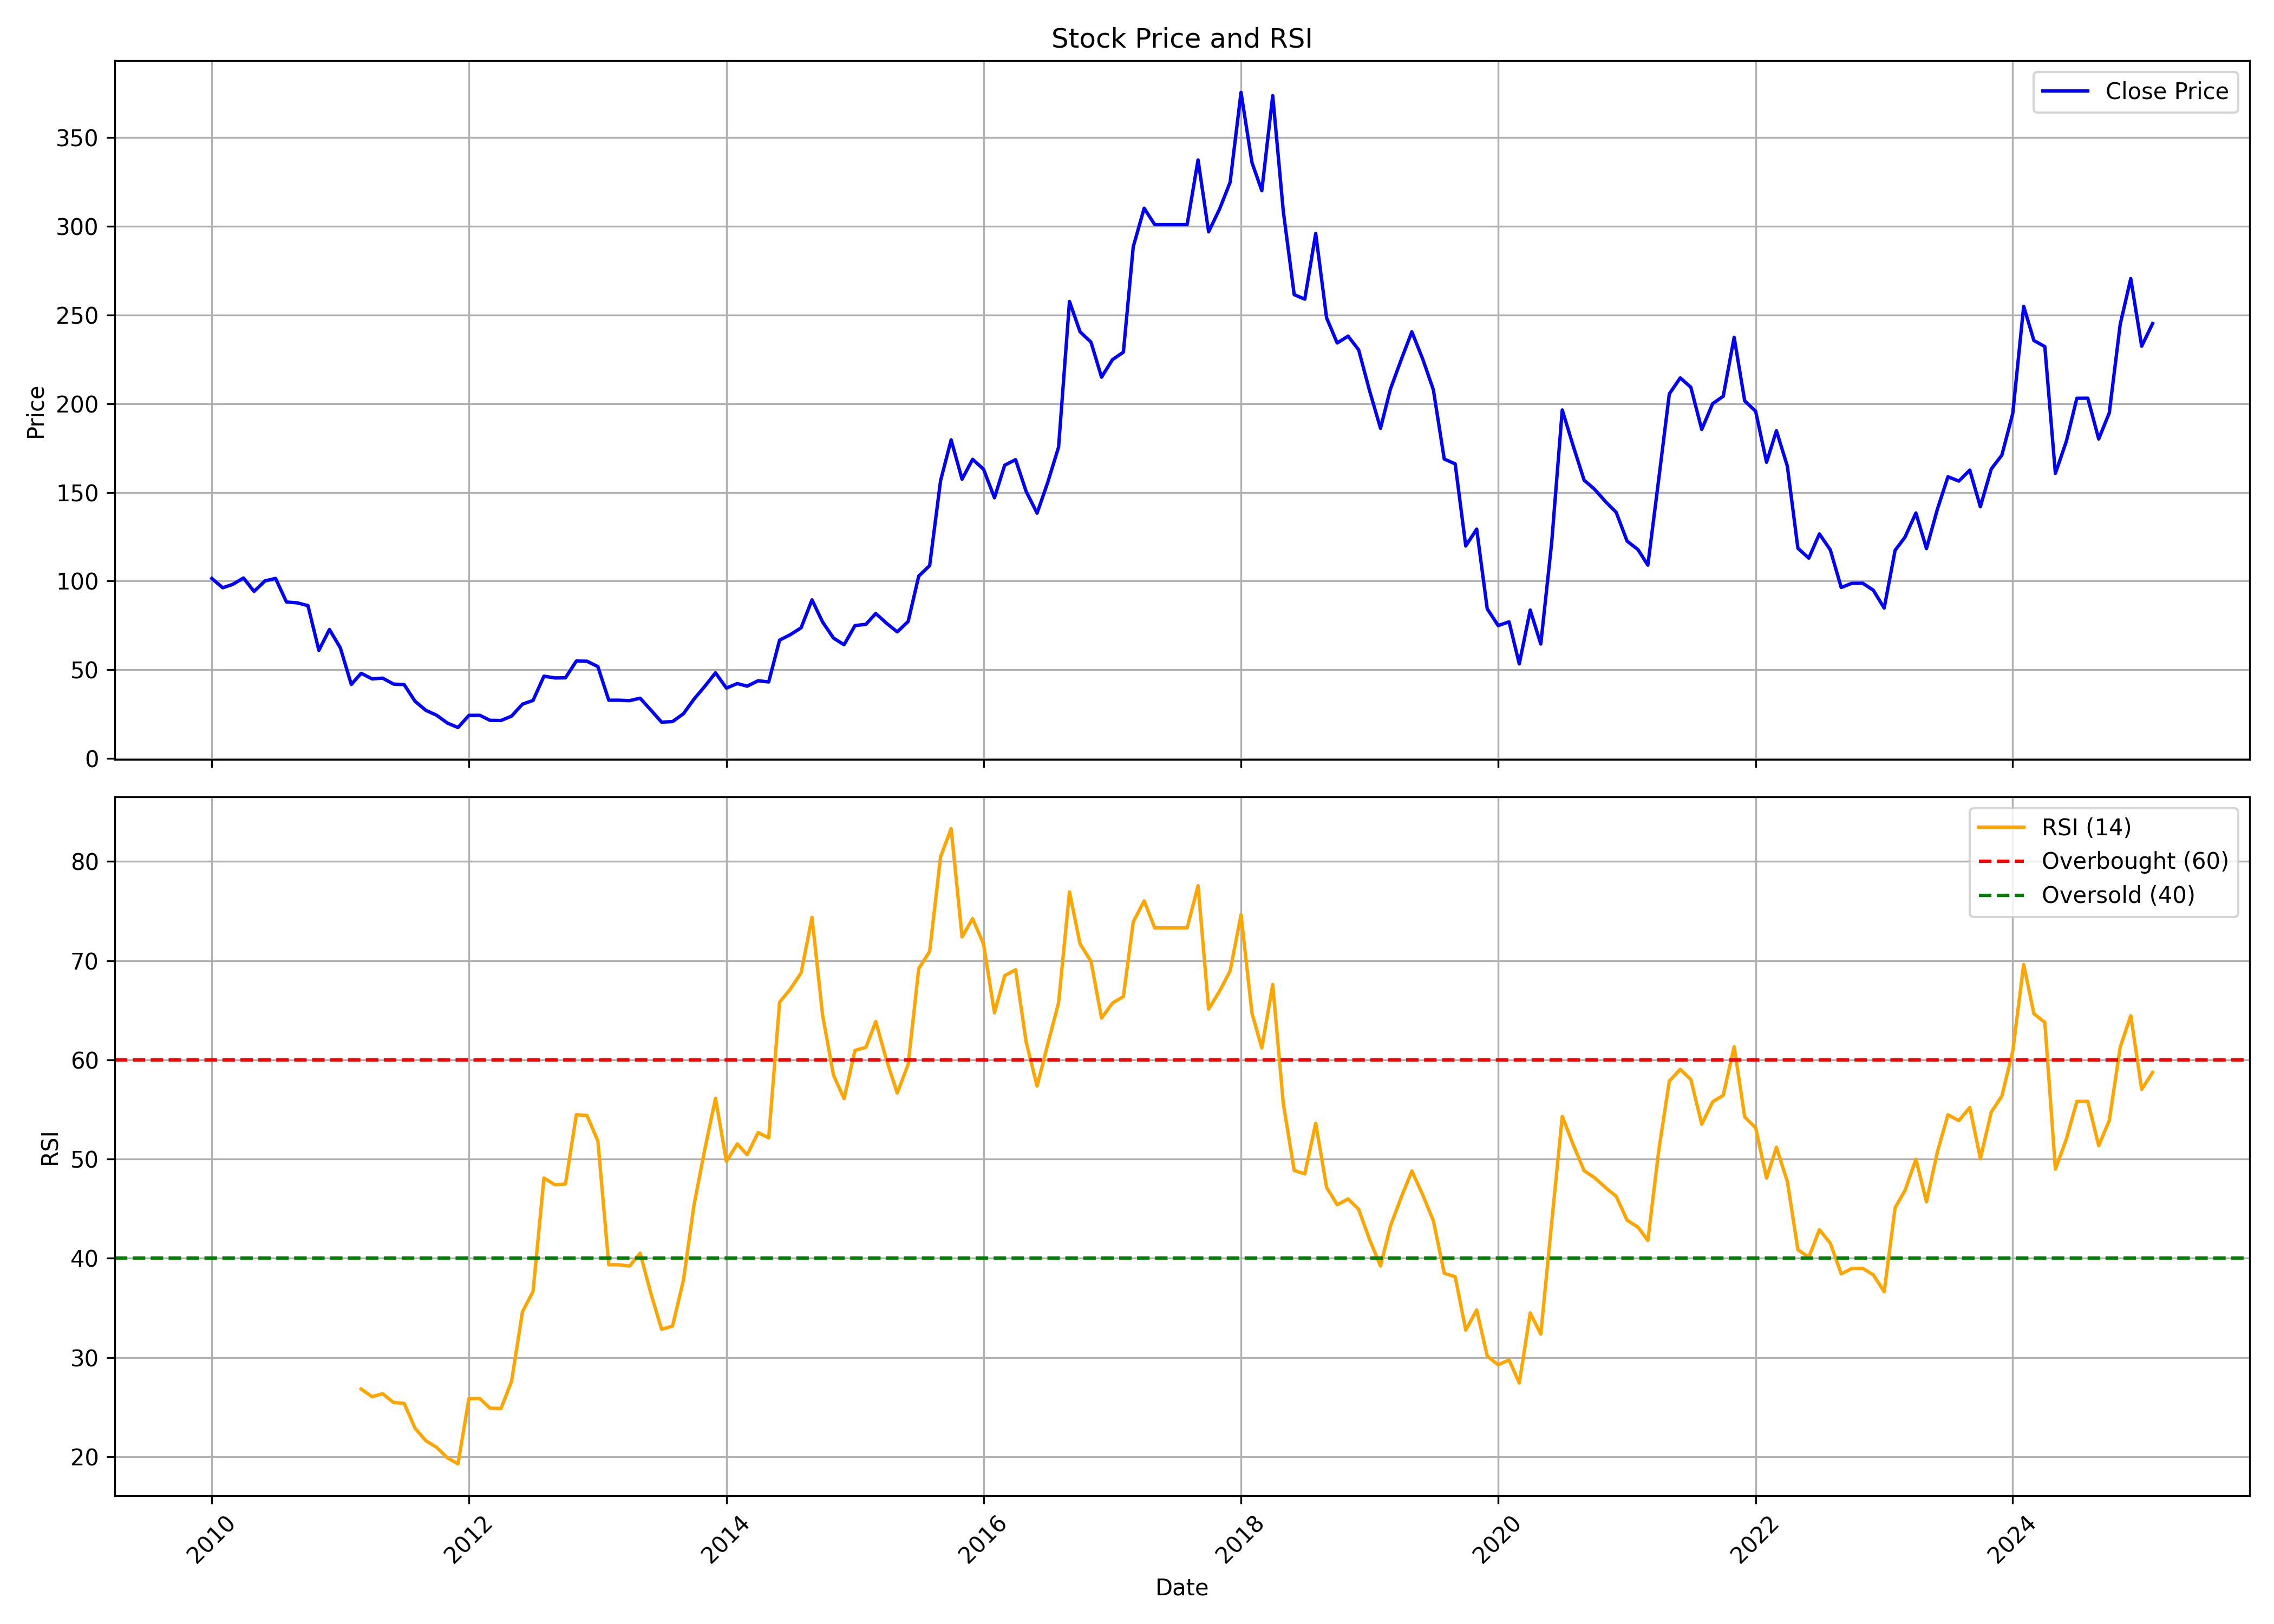 Stock Price and RSI
Close Price
Price
350
300
250
200
150
100
50
0
RSI (14)
Overbought (60)
Oversold (40)
RSI
80
70
60
50
40
30
20
2010
2012
2014
2016
2018
2020
2022
2024
Date